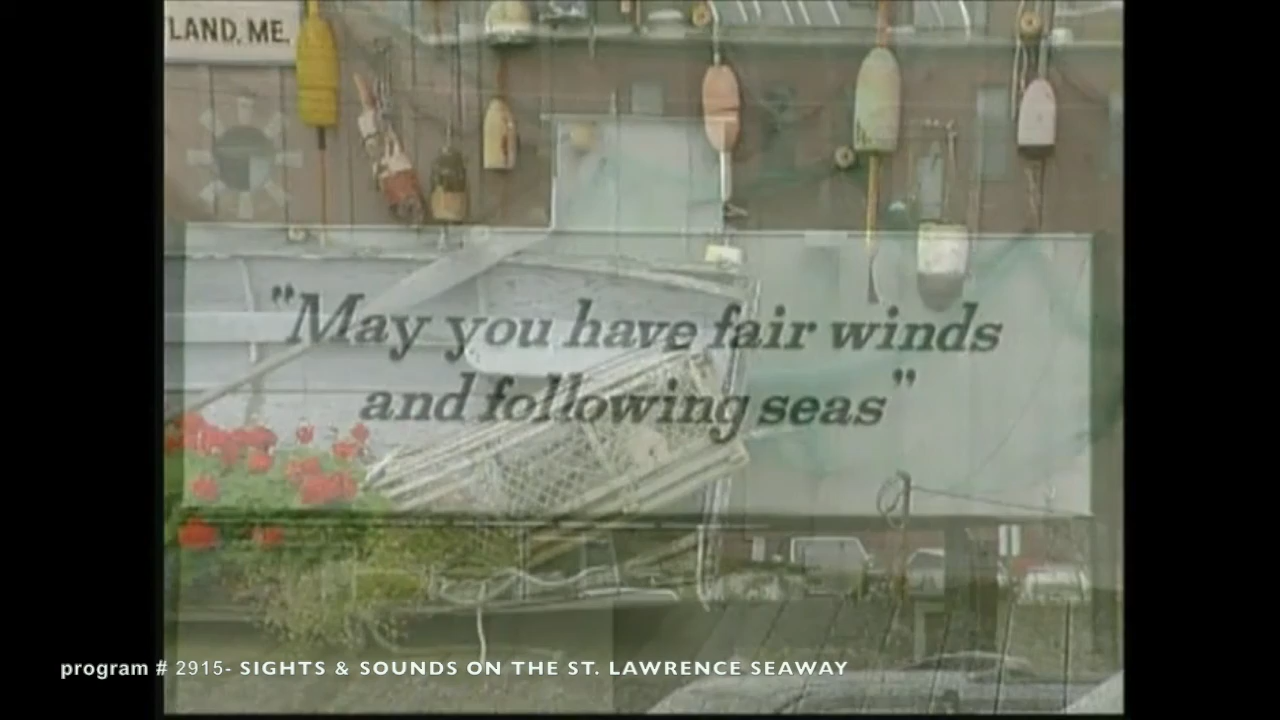 LAND, ME.
"May you have fair winds
and following seas"
program # 2915- SIGHTS & SOUNDS ON THE ST. LAWRENCE SEAWAY